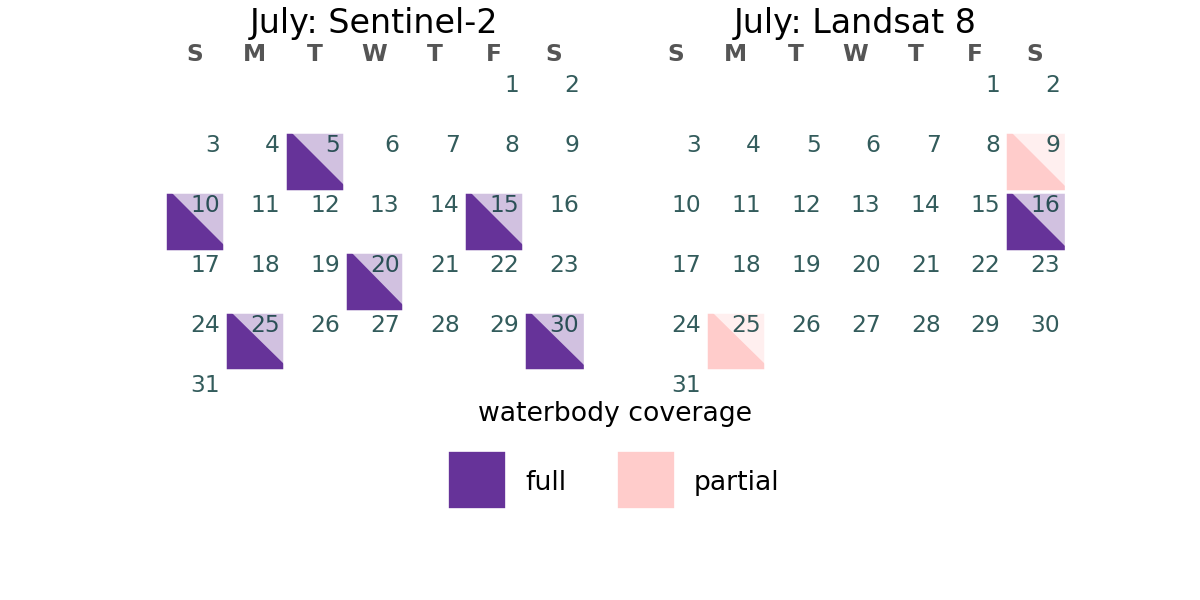 July: Sentinel-2
S M T W T F S
1 2
3 4 5 6 7 8 9
10 11 12 13 14 15 16
17 18 19 20 21 22 23
24 25 26 27 28 29 30
31
July: Landsat 8
S M T W T F S
1 2
3 4 5 6 7 8 9
10 11 12 13 14 15 16
17 18 19 20 21 22 23
24 25 26 27 28 29 30
31
waterbody coverage
full partial